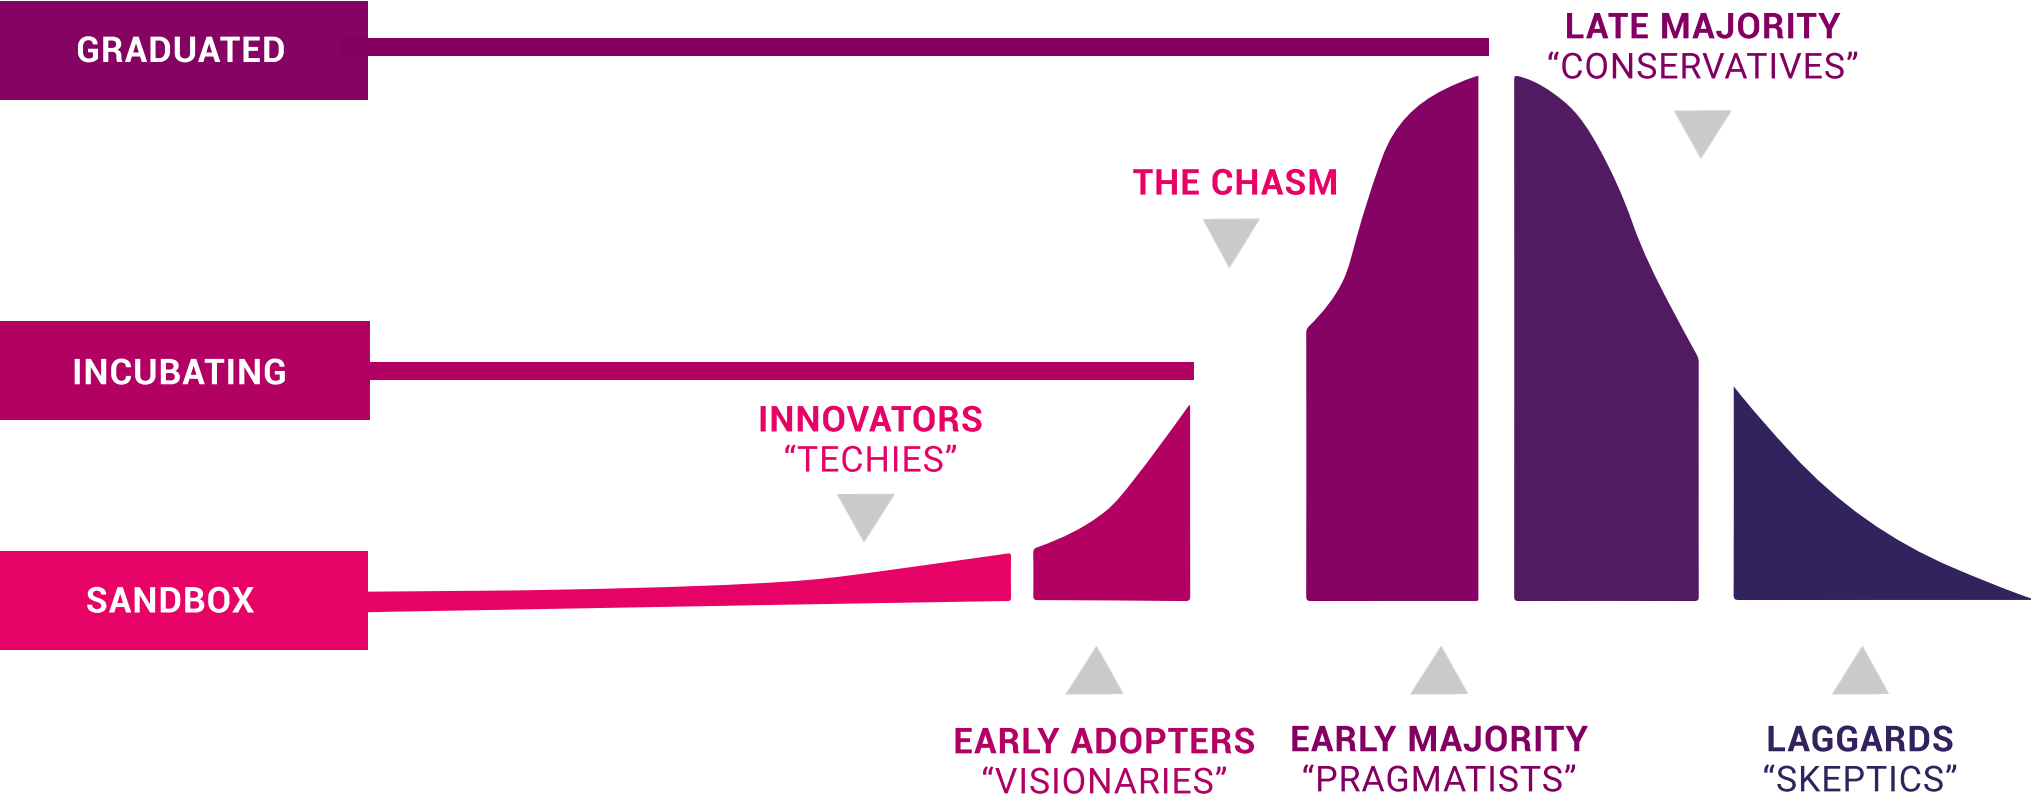 GRADUATED
LATE MAJORITY
“CONSERVATIVES”
THE CHASM
INCUBATING
INNOVATORS
“TECHIES”
SANDBOX
EARLY ADOPTERS
“VISIONARIES”
EARLY MAJORITY
“PRAGMATISTS”
LAGGARDS
“SKEPTICS”